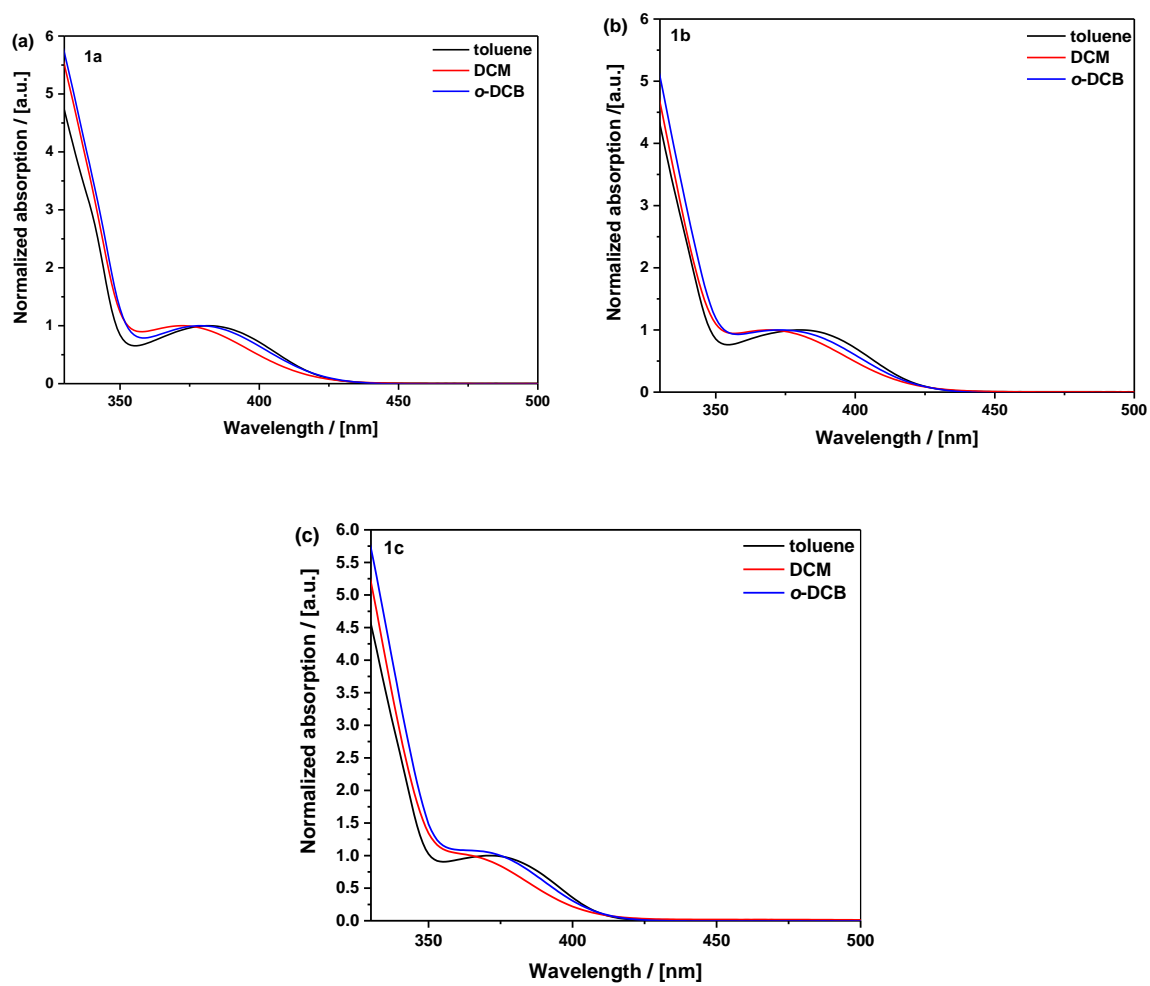 (a)
1a
toluene
DCM
o-DCB
Normalized absorption / [a.u.]
6
5
4
3
2
1
0
350
400
450
500
Wavelength / [nm]
(b)
1b
toluene
DCM
o-DCB
Normalized absorption /[a.u.]
6
5
4
3
2
1
0
350
400
450
500
Wavelength / [nm]
(c)
1c
toluene
DCM
o-DCB
Normalized absorption / [a.u.]
6.0
5.5
5.0
4.5
4.0
3.5
3.0
2.5
2.0
1.5
1.0
0.5
0.0
350
400
450
500
Wavelength / [nm]